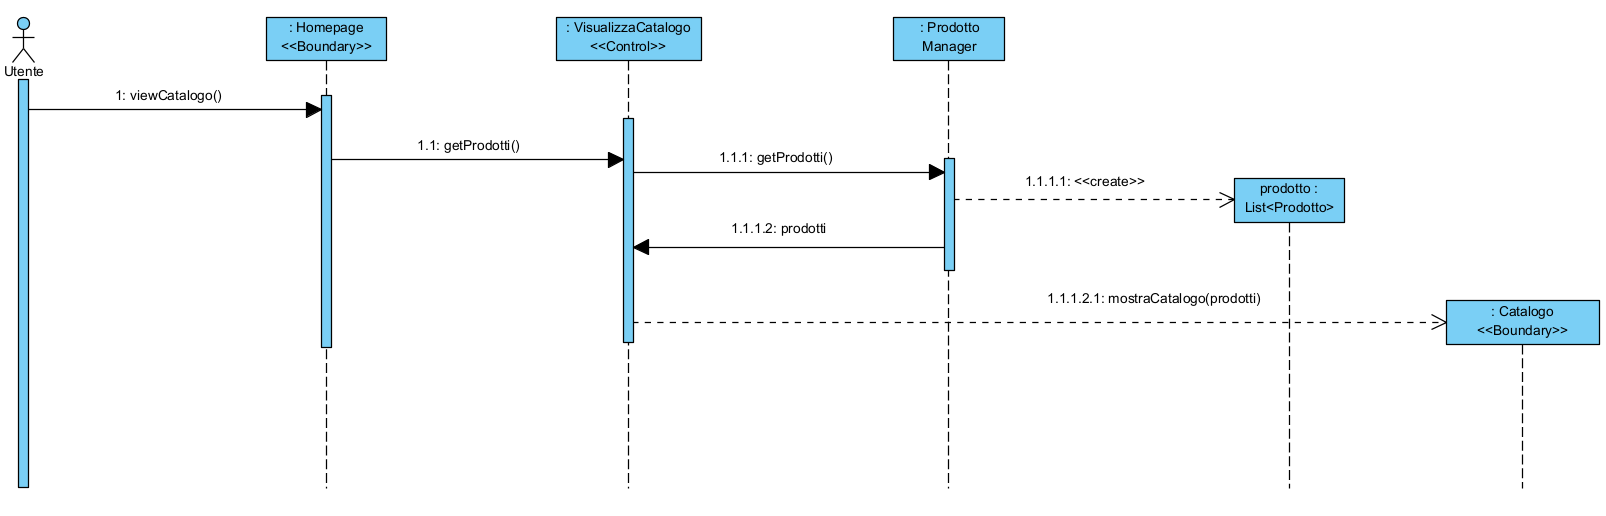 : Homepage
<<Boundary>>
: VisualizzaCatalogo
<<Control>>
: Prodotto
Manager
Utente
1: viewCatalogo()
1.1: getProdotti()
1.1.1: getProdotti()
1.1.1.1: <<create>>
prodotto :
List<Prodotto>
1.1.1.2: prodotti
1.1.1.2.1: mostraCatalogo(prodotti)
: Catalogo
<<Boundary>>